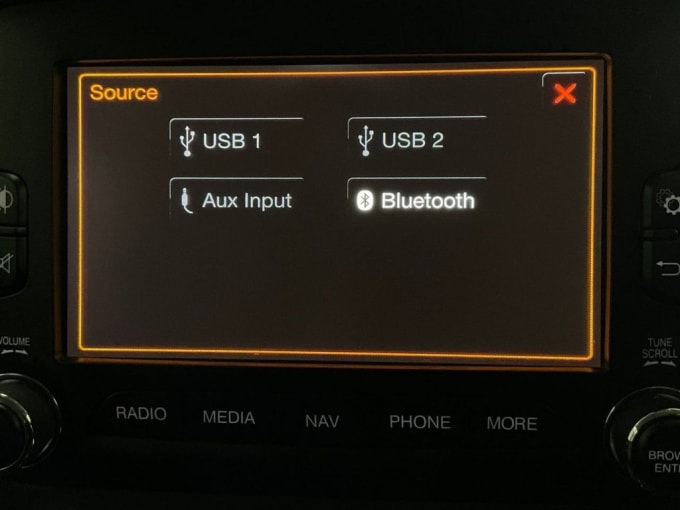 Source
USB 1 USB 2
Aux Input Bluetooth
VOLUME
TUNE
SCROLL
RADIO MEDIA NAV PHONE MORE